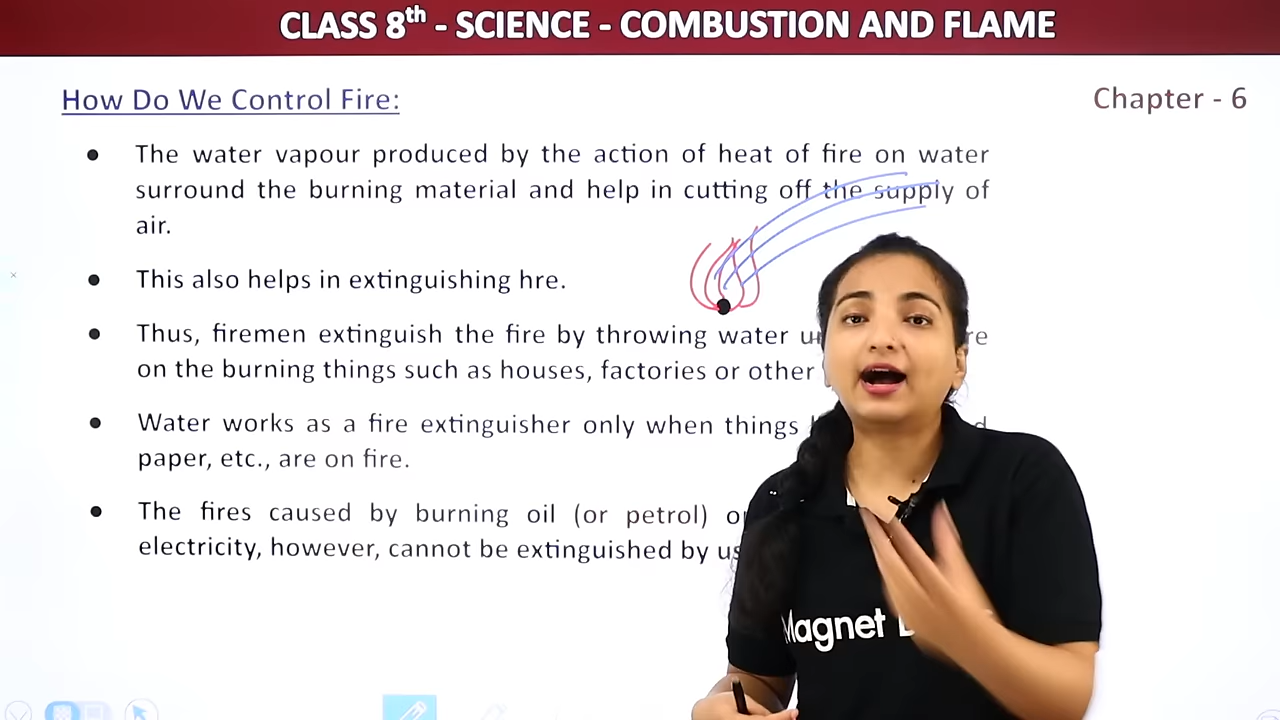 CLASS 8th - SCIENCE - COMBUSTION AND FLAME
How Do We Control Fire:
Chapter - 6
● The water vapour produced by the action of heat of fire on water
surround the burning material and help in cutting off the supply of
air.
● This also helps in extinguishing hre.
● Thus, firemen extinguish the fire by throwing water
on the burning things such as houses, factories or other
● Water works as a fire extinguisher only when things
paper, etc., are on fire.
● The fires caused by burning oil (or petrol)
electricity, however, cannot be extinguished by
Magnet